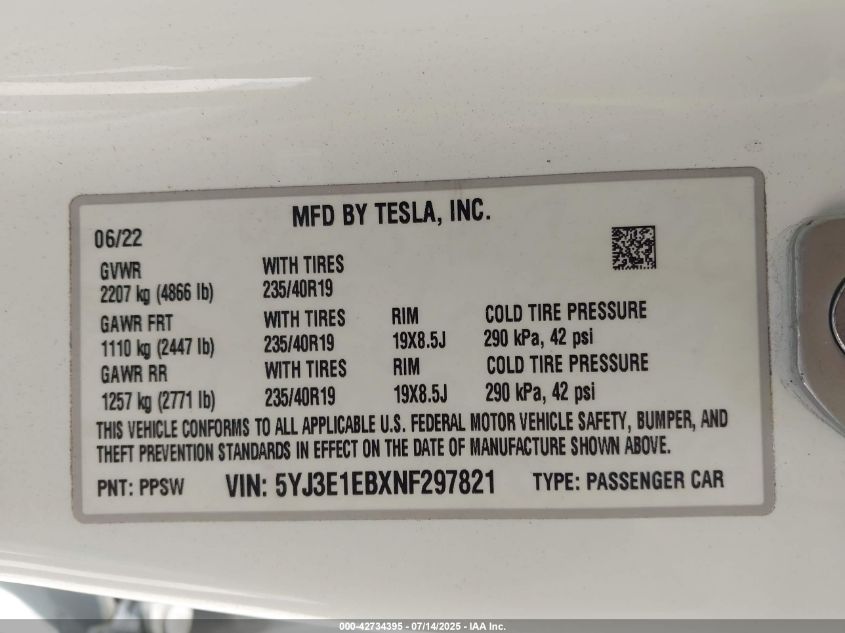 MFD BY TESLA, INC.
06/22
GVWR WITH TIRES
2207 kg (4866 lb) 235/40R19
GAWR FRT WITH TIRES RIM COLD TIRE PRESSURE
1110 kg (2447 lb) 235/40R19 19X8.5J 290 kPa, 42 psi
GAWR RR WITH TIRES RIM COLD TIRE PRESSURE
1257 kg (2771 lb) 235/40R19 19X8.5J 290 kPa, 42 psi
THIS VEHICLE CONFORMS TO ALL APPLICABLE U.S. FEDERAL MOTOR VEHICLE SAFETY, BUMPER, AND
THEFT PREVENTION STANDARDS IN EFFECT ON THE DATE OF MANUFACTURE SHOWN ABOVE.
PNT: PPSW VIN: 5YJ3E1EBXNF297821 TYPE: PASSENGER CAR
000-42734395 - 07/14/2025 - IAA Inc.